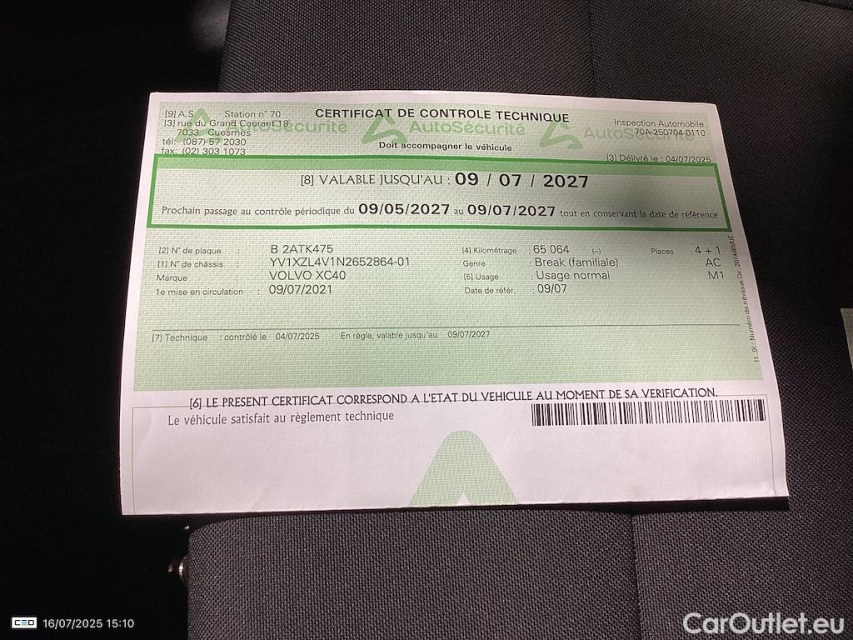 [9] A.S. Station n° 70
[3] rue du Grand Courant 18
7033 Cuesmes
tél: (087) 57 2030
fax: (02) 303 1073
CERTIFICAT DE CONTROLE TECHNIQUE
AutoSécurité AutoSécurité AutoSécurité
Doit accompagner le véhicule
Inspection Automobile
70A-250704-0110
[3] Délivré le : 04/07/2025
[8] VALABLE JUSQU'AU : 09 / 07 / 2027
Prochain passage au contrôle périodique du 09/05/2027 au 09/07/2027 tout en conservant la date de référence
[2] N° de plaque : B 2ATK475 [4] Kilométrage : 65 064 (--) Places 4 + 1
[1] N° de châssis : YV1XZL4V1N2652864-01 Genre : Break (familiale) AC
Marque : VOLVO XC40 [5] Usage : Usage normal M1
1e mise en circulation : 09/07/2021 Date de référ. : 09/07
[7] Technique : contrôlé le 04/07/2025 En règle, valable jusqu'au 09/07/2027
[6] LE PRESENT CERTIFICAT CORRESPOND A L'ETAT DU VEHICULE AU MOMENT DE SA VERIFICATION.
Le véhicule satisfait au règlement technique
16/07/2025 15:10
CarOutlet.eu